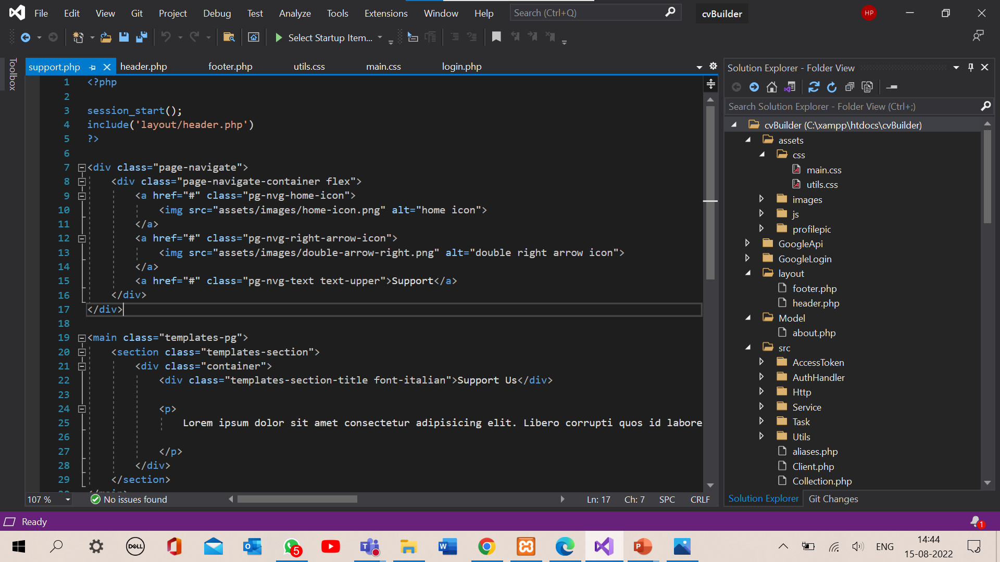 File Edit View Git Project Debug Test Analyze Tools Extensions Window Help Search (Ctrl+Q) cvBuilder HP
Select Startup Item...
Toolbox
support.php header.php footer.php utils.css main.css login.php
1 <?php
2
3 session_start();
4 include('layout/header.php')
5 ?>
6
7 <div class="page-navigate">
8 <div class="page-navigate-container flex">
9 <a href="#" class="pg-nvg-home-icon">
10 <img src="assets/images/home-icon.png" alt="home icon">
11 </a>
12 <a href="#" class="pg-nvg-right-arrow-icon">
13 <img src="assets/images/double-arrow-right.png" alt="double right arrow icon">
14 </a>
15 <a href="#" class="pg-nvg-text text-upper">Support</a>
16 </div>
17 </div>
18
19 <main class="templates-pg">
20 <section class="templates-section">
21 <div class="container">
22 <div class="templates-section-title font-italian">Support Us</div>
23
24 <p>
25 Lorem ipsum dolor sit amet consectetur adipisicing elit. Libero corrupti quos id labore
26
27 </p>
28 </div>
29 </section>
107 % No issues found Ln: 17 Ch: 7 SPC CRLF
Solution Explorer - Folder View
Search Solution Explorer - Folder View (Ctrl+;)
cvBuilder (C:\xampp\htdocs\cvBuilder)
assets
css
main.css
utils.css
images
js
profilepic
GoogleApi
GoogleLogin
layout
footer.php
header.php
Model
about.php
src
AccessToken
AuthHandler
Http
Service
Task
Utils
aliases.php
Client.php
Collection.php
Solution Explorer Git Changes
Ready 1
DELL 5 ENG 14:44
15-08-2022